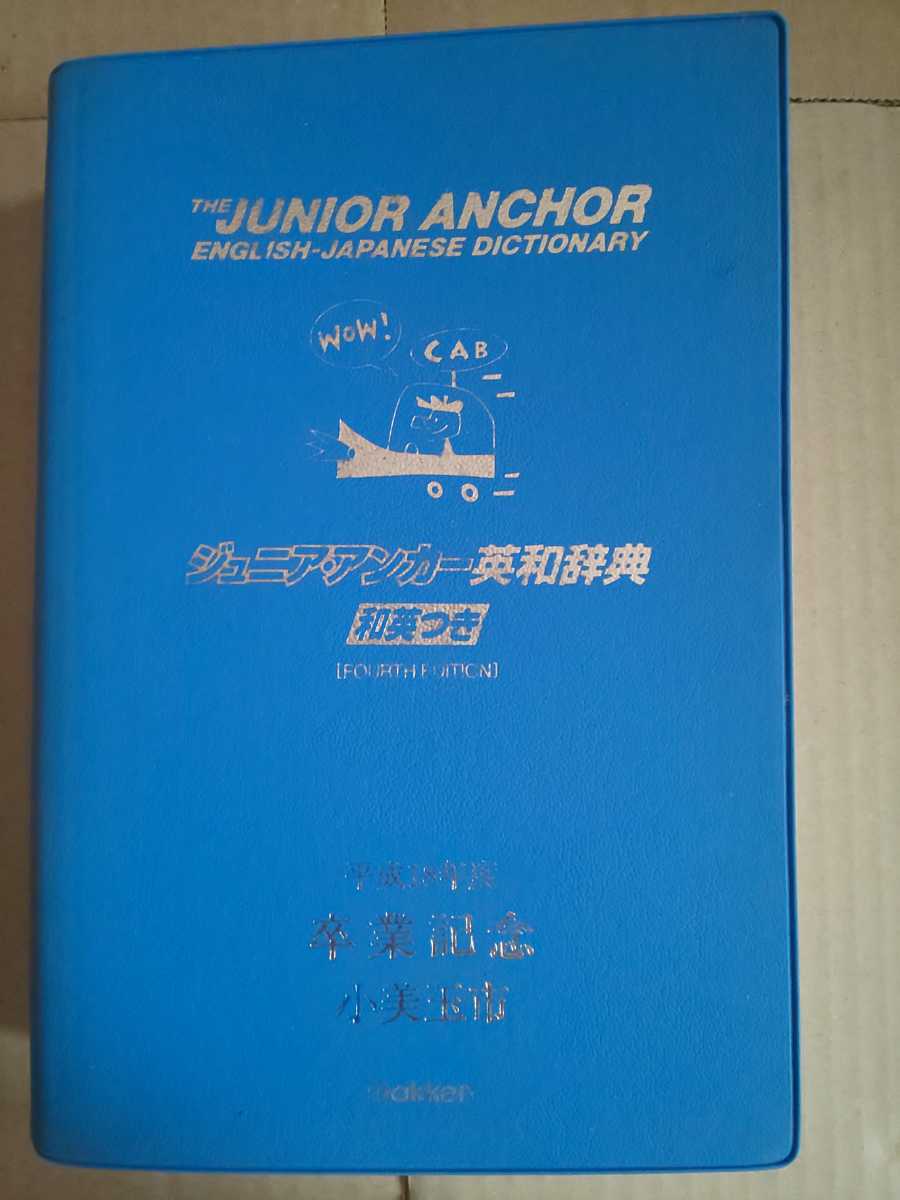 THE JUNIOR ANCHOR
ENGLISH-JAPANESE DICTIONARY
WOW!
CAB
ジュニア・アンカー英和辞典
和英つき
[FOURTH EDITION]
平成18年度
卒業記念
小美玉市
Gakken